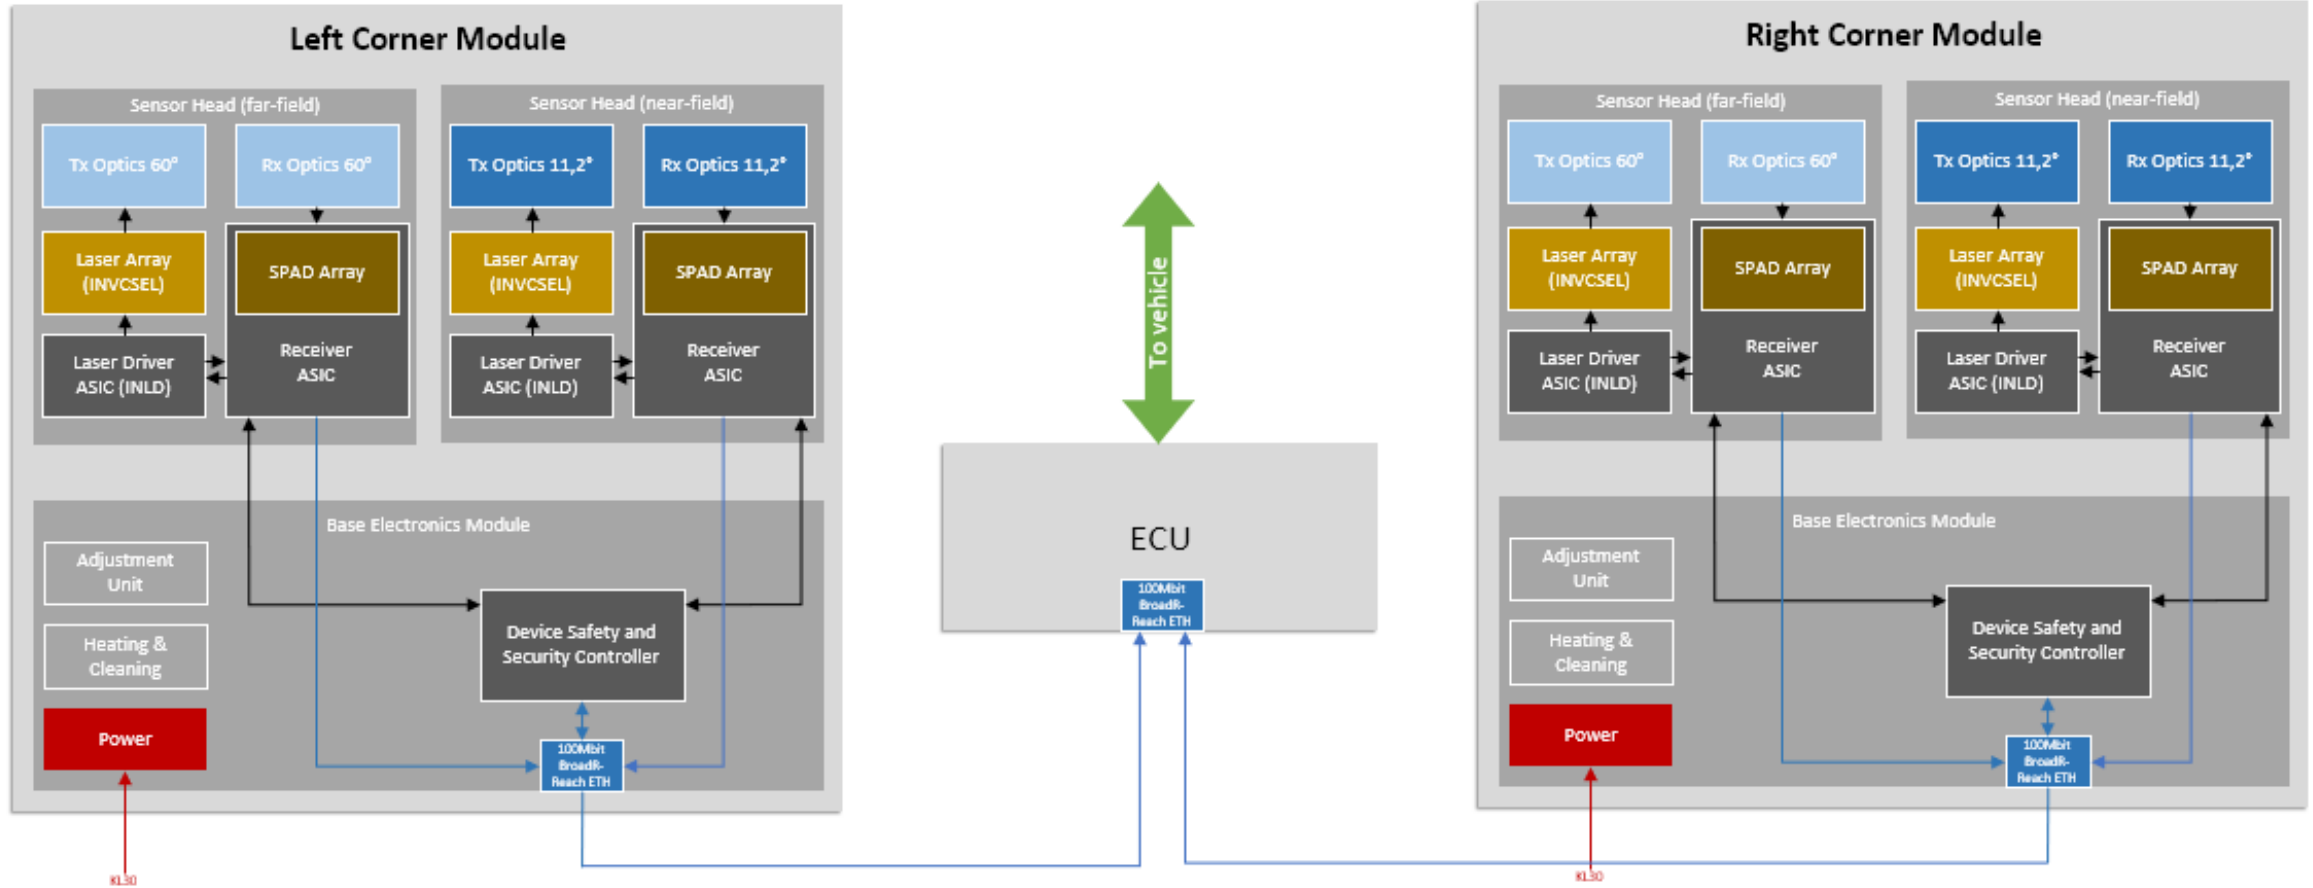 Left Corner Module
Sensor Head (far-field)
Tx Optics 60°
Rx Optics 60°
Laser Array
(INVCSEL)
SPAD Array
Laser Driver
ASIC (INLD)
Receiver
ASIC
Sensor Head (near-field)
Tx Optics 11,2°
Rx Optics 11,2°
Laser Array
(INVCSEL)
SPAD Array
Laser Driver
ASIC (INLD)
Receiver
ASIC
Base Electronics Module
Adjustment
Unit
Heating &
Cleaning
Power
Device Safety and
Security Controller
100Mbit
BroadR-
Reach ETH
KL30
To vehicle
ECU
100Mbit
BroadR-
Reach ETH
Right Corner Module
Sensor Head (far-field)
Tx Optics 60°
Rx Optics 60°
Laser Array
(INVCSEL)
SPAD Array
Laser Driver
ASIC (INLD)
Receiver
ASIC
Sensor Head (near-field)
Tx Optics 11,2°
Rx Optics 11,2°
Laser Array
(INVCSEL)
SPAD Array
Laser Driver
ASIC (INLD)
Receiver
ASIC
Base Electronics Module
Adjustment
Unit
Heating &
Cleaning
Power
Device Safety and
Security Controller
100Mbit
BroadR-
Reach ETH
KL30